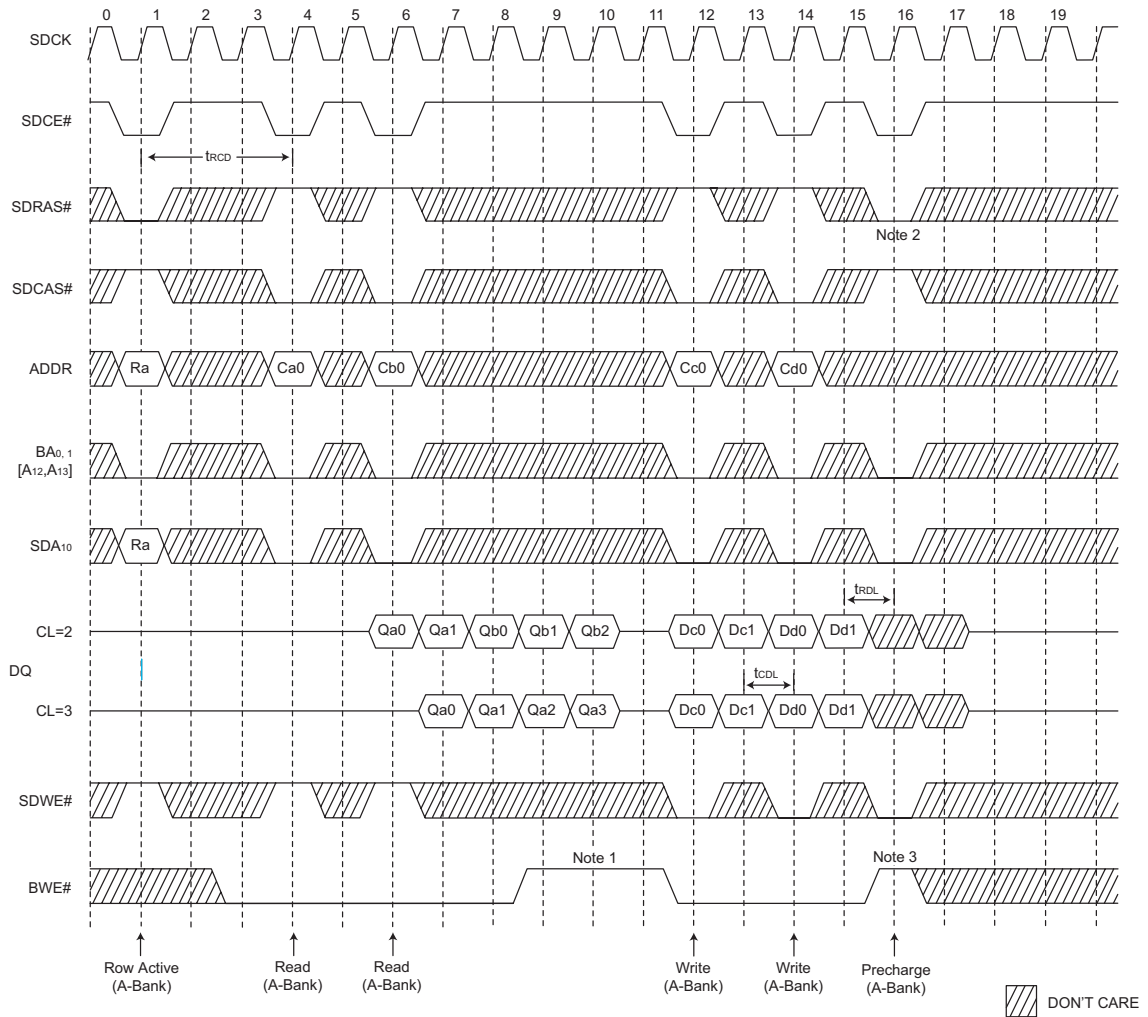 0 1 2 3 4 5 6 7 8 9 10 11 12 13 14 15 16 17 18 19
SDCK
SDCE#
tRCD
SDRAS#
Note 2
SDCAS#
ADDR Ra Ca0 Cb0 Cc0 Cd0
BA0, 1
[A12,A13]
SDA10 Ra
tRDL
CL=2 Qa0 Qa1 Qb0 Qb1 Qb2 Dc0 Dc1 Dd0 Dd1
DQ
tCDL
CL=3 Qa0 Qa1 Qa2 Qa3 Dc0 Dc1 Dd0 Dd1
SDWE#
Note 1 Note 3
BWE#
Row Active Read Read Write Write Precharge
(A-Bank) (A-Bank) (A-Bank) (A-Bank) (A-Bank) (A-Bank)
DON'T CARE